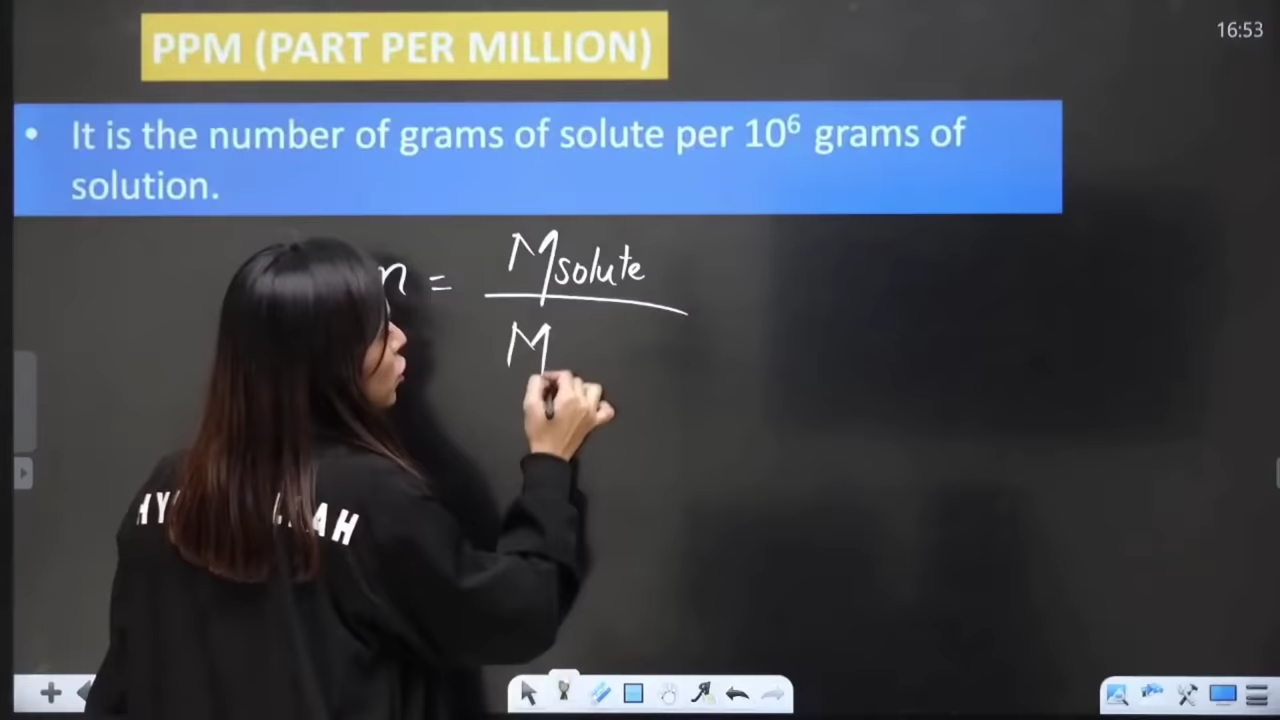 PPM (PART PER MILLION)
16:53
• It is the number of grams of solute per 10⁶ grams of
solution.
= Msolute
M